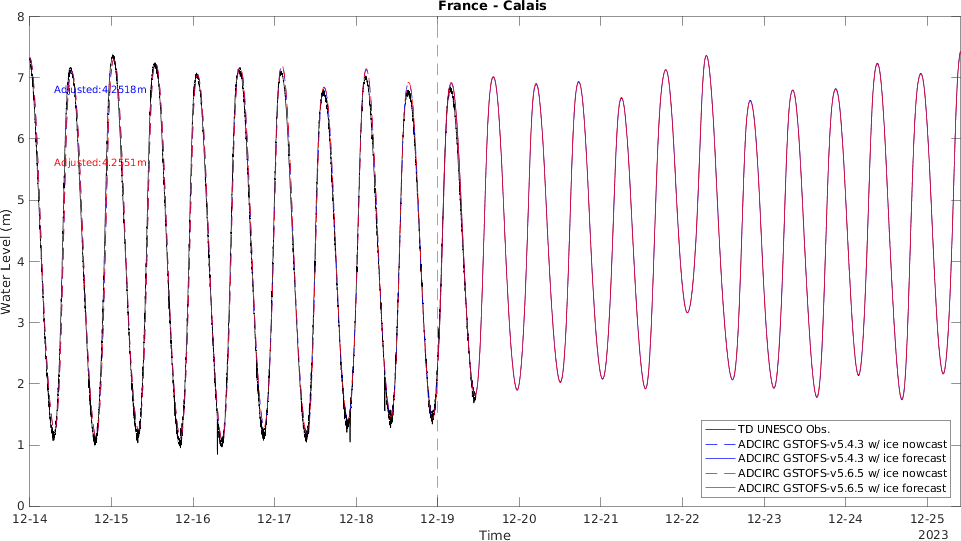 France - Calais
8
7
6
5
4
3
2
1
0
Water Level (m)
Adjusted:4.2518m
Adjusted:4.2551m
TD UNESCO Obs.
ADCIRC GSTOFS-v5.4.3 w/ ice nowcast
ADCIRC GSTOFS-v5.4.3 w/ ice forecast
ADCIRC GSTOFS-v5.6.5 w/ ice nowcast
ADCIRC GSTOFS-v5.6.5 w/ ice forecast
12-14 12-15 12-16 12-17 12-18 12-19 12-20 12-21 12-22 12-23 12-24 12-25
Time
2023